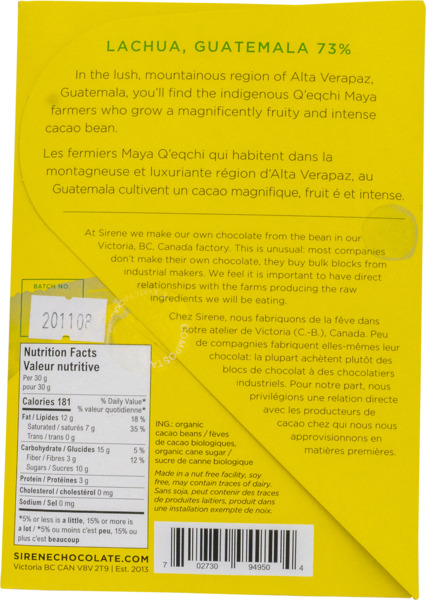 LACHUA, GUATEMALA 73%
In the lush, mountainous region of Alta Verapaz,
Guatemala, you'll find the indigenous Q'eqchi Maya
farmers who grow a magnificently fruity and intense
cacao bean.
Les fermiers Maya Q'eqchi qui habitent dans la
montagneuse et luxuriante région d'Alta Verapaz, au
Guatemala cultivent un cacao magnifique, fruit é et intense.
At Sirene we make our own chocolate from the bean in our
Victoria, BC, Canada factory. This is unusual: most companies
don't make their own chocolate, they buy bulk blocks from
industrial makers. We feel it is important to have direct
relationships with the farms producing the raw
ingredients we will be eating.
Chez Sirene, nous fabriquons de la fève dans
notre atelier de Victoria (C.-B.), Canada. Peu
de compagnies fabriquent elles-mêmes leur
chocolat: la plupart achètent plutôt des
blocs de chocolat à des chocolatiers
industriels. Pour notre part, nous
privilégions une relation directe
avec les producteurs de
cacao chez qui nous nous
approvisionnons en
matières premières.
BATCH NO.
201108
Nutrition Facts
Valeur nutritive
Per 30 g
pour 30 g
Calories 181 % Daily Value*
% valeur quotidienne*
Fat / Lipides 12 g 18 %
Saturated / saturés 7 g 35 %
Trans / trans 0 g
Carbohydrate / Glucides 15 g 5 %
Fiber / Fibres 3 g 12 %
Sugars / Sucres 10 g
Protein / Protéines 3 g
Cholesterol / cholestérol 0 mg
Sodium / Sel 0 mg
*5% or less is a little, 15% or more is
a lot / *5% ou moins c'est peu, 15% ou
plus c'est beaucoup
ING.: organic
cacao beans / fèves
de cacao biologiques,
organic cane sugar /
sucre de canne biologique
Made in a nut free facility, soy
free, may contain traces of dairy.
Sans soja, peut contenir des traces
de produites laitiers, produit dans
une installation exempte de noix.
SIRENECHOCOLATE.COM
Victoria BC CAN V8V 2T9 | Est. 2013
7 02730 94950 4